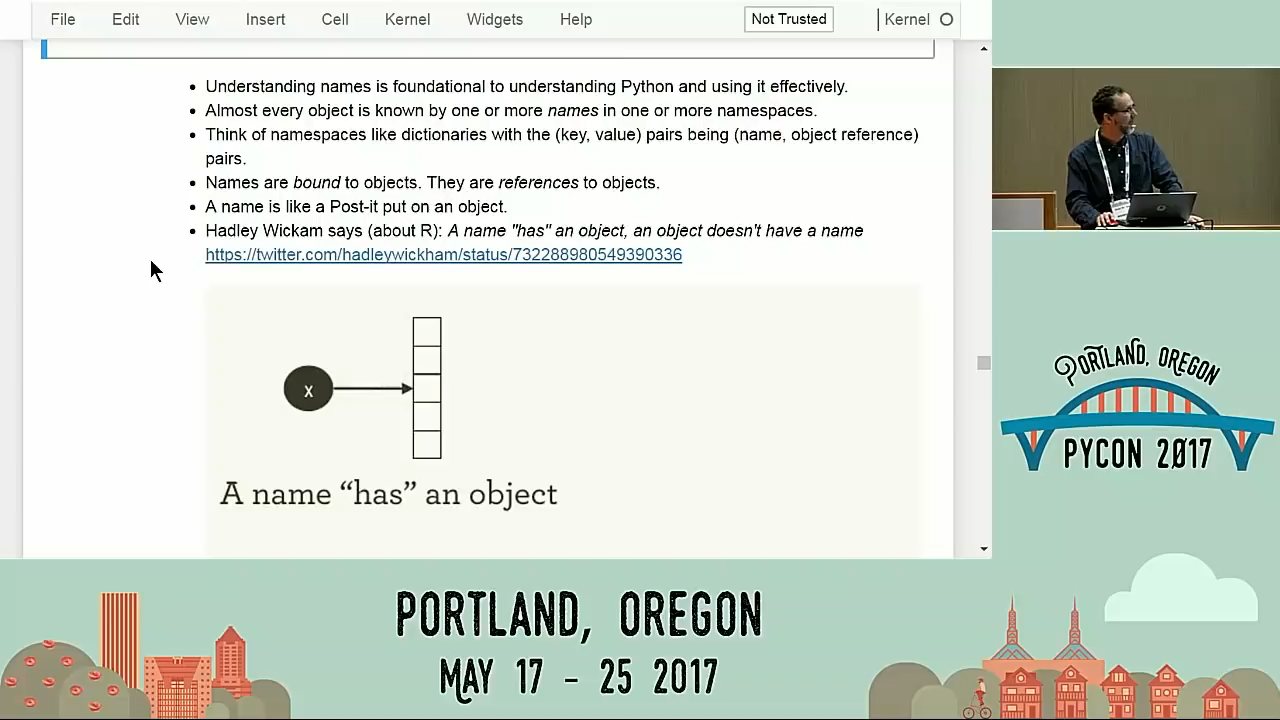 File Edit View Insert Cell Kernel Widgets Help Not Trusted Kernel
Understanding names is foundational to understanding Python and using it effectively.
Almost every object is known by one or more names in one or more namespaces.
Think of namespaces like dictionaries with the (key, value) pairs being (name, object reference)
pairs.
Names are bound to objects. They are references to objects.
A name is like a Post-it put on an object.
Hadley Wickam says (about R): A name "has" an object, an object doesn't have a name
https://twitter.com/hadleywickham/status/732288980549390336
x
A name “has” an object
PORTLAND, OREGON
PYCON 2017
PORTLAND, OREGON
MAY 17 - 25 2017